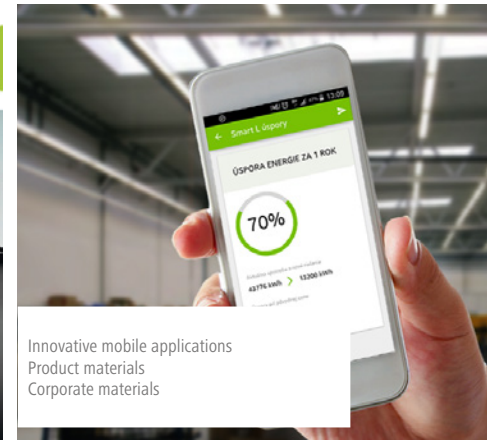 13:09
Smart L úspory
ÚSPORA ENERGIE ZA 1 ROK
70%
43176 kWh > 13200 kWh
Innovative mobile applications
Product materials
Corporate materials